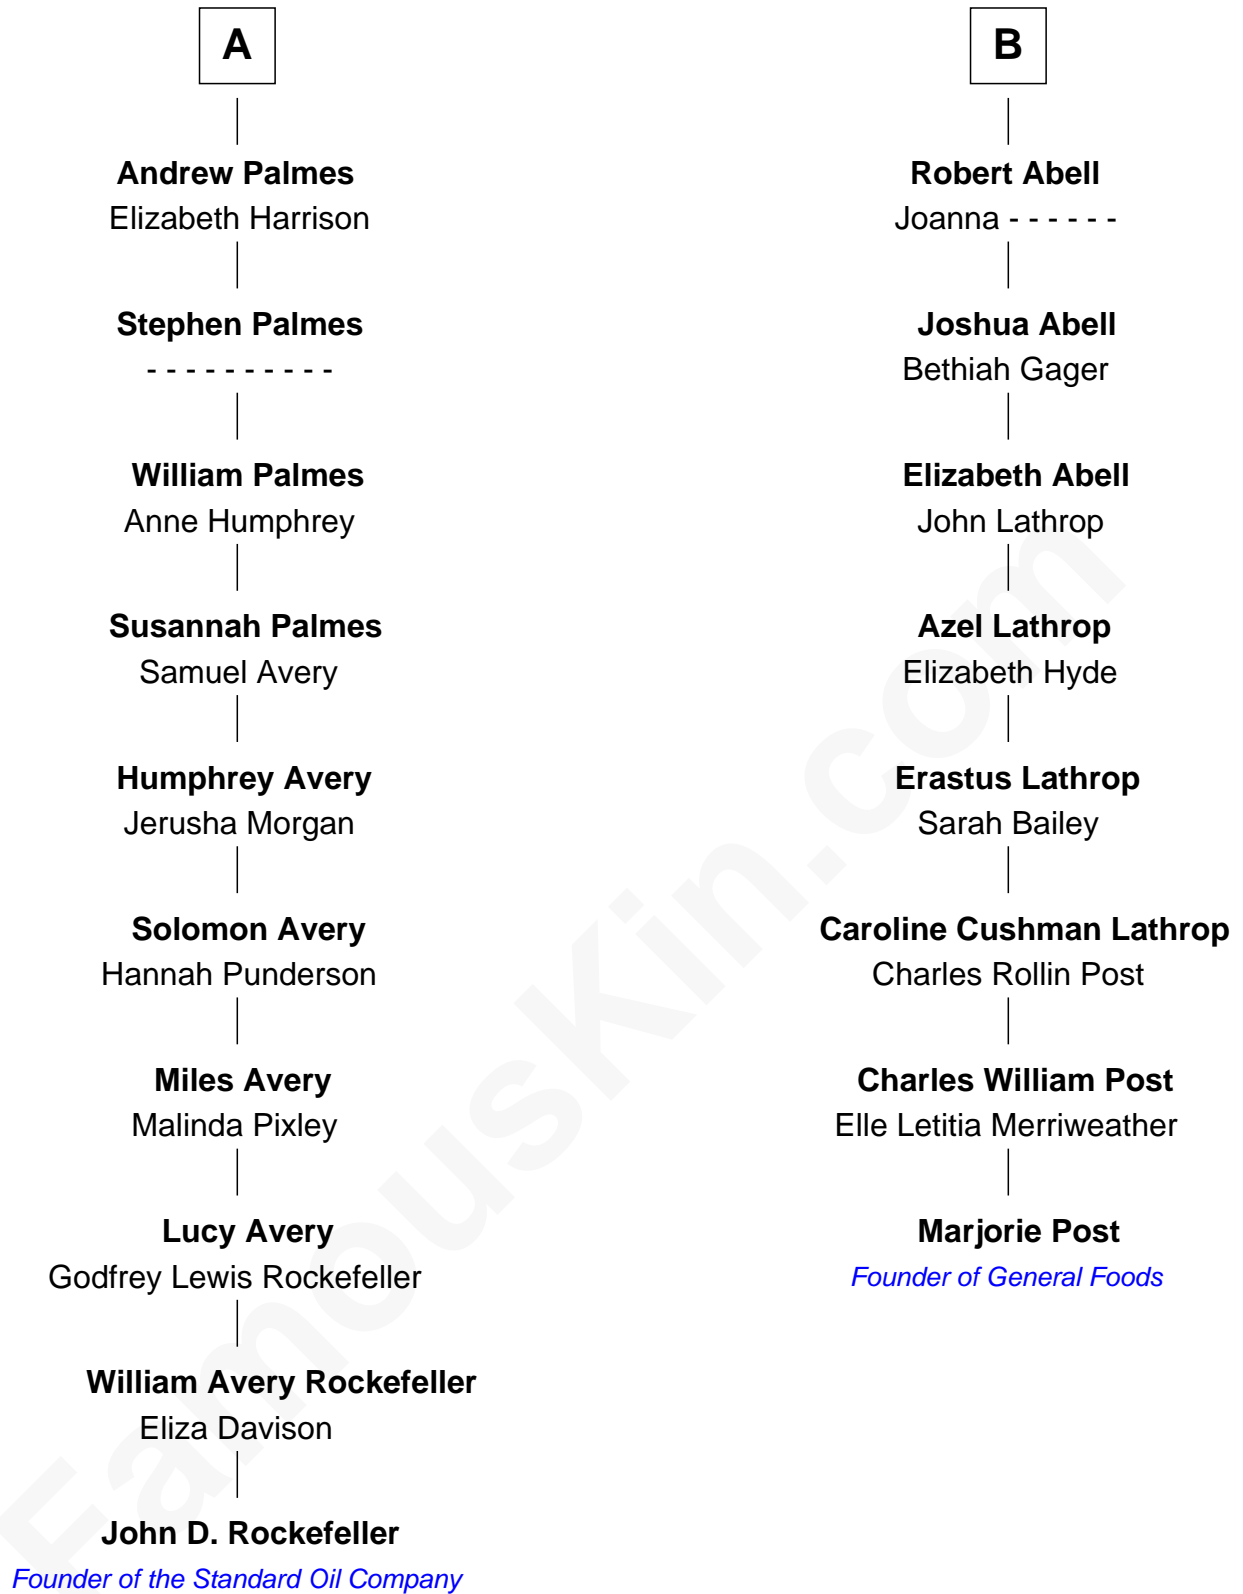 A
Andrew Palmes
Elizabeth Harrison
Stephen Palmes
- - - - - - - - - -
William Palmes
Anne Humphrey
Susannah Palmes
Samuel Avery
Humphrey Avery
Jerusha Morgan
Solomon Avery
Hannah Punderson
Miles Avery
Malinda Pixley
Lucy Avery
Godfrey Lewis Rockefeller
William Avery Rockefeller
Eliza Davison
John D. Rockefeller
Founder of the Standard Oil Company
B
Robert Abell
Joanna - - - - - -
Joshua Abell
Bethiah Gager
Elizabeth Abell
John Lathrop
Azel Lathrop
Elizabeth Hyde
Erastus Lathrop
Sarah Bailey
Caroline Cushman Lathrop
Charles Rollin Post
Charles William Post
Elle Letitia Merriweather
Marjorie Post
Founder of General Foods
FamousKin.com